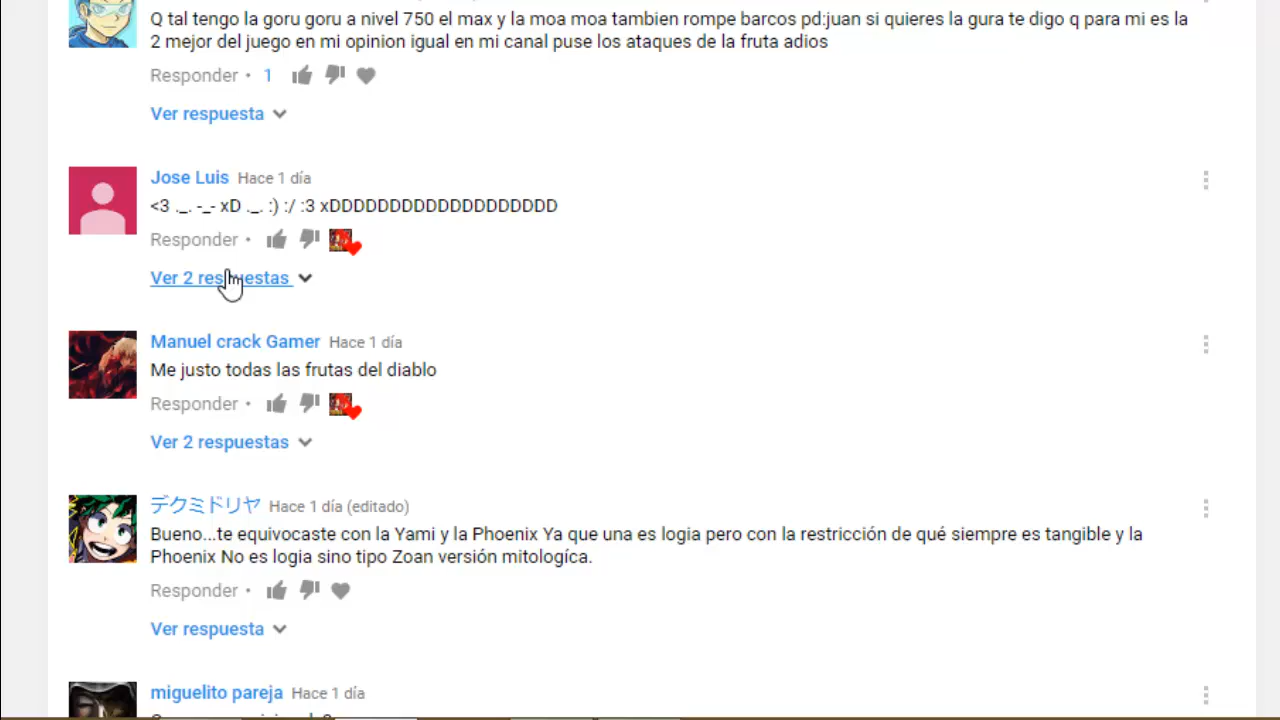 Q tal tengo la goru goru a nivel 750 el max y la moa moa tambien rompe barcos pd:juan si quieres la gura te digo q para mi es la
2 mejor del juego en mi opinion igual en mi canal puse los ataques de la fruta adios
Responder • 1
Ver respuesta
Jose Luis Hace 1 día
<3 ._. -_- xD ._. :) :/ :3 xDDDDDDDDDDDDDDDDDDD
Responder •
Ver 2 respuestas
Manuel crack Gamer Hace 1 día
Me justo todas las frutas del diablo
Responder •
Ver 2 respuestas
デクミドリヤ Hace 1 día (editado)
Bueno...te equivocaste con la Yami y la Phoenix Ya que una es logia pero con la restricción de qué siempre es tangible y la
Phoenix No es logia sino tipo Zoan versión mitologíca.
Responder •
Ver respuesta
miguelito pareja Hace 1 día